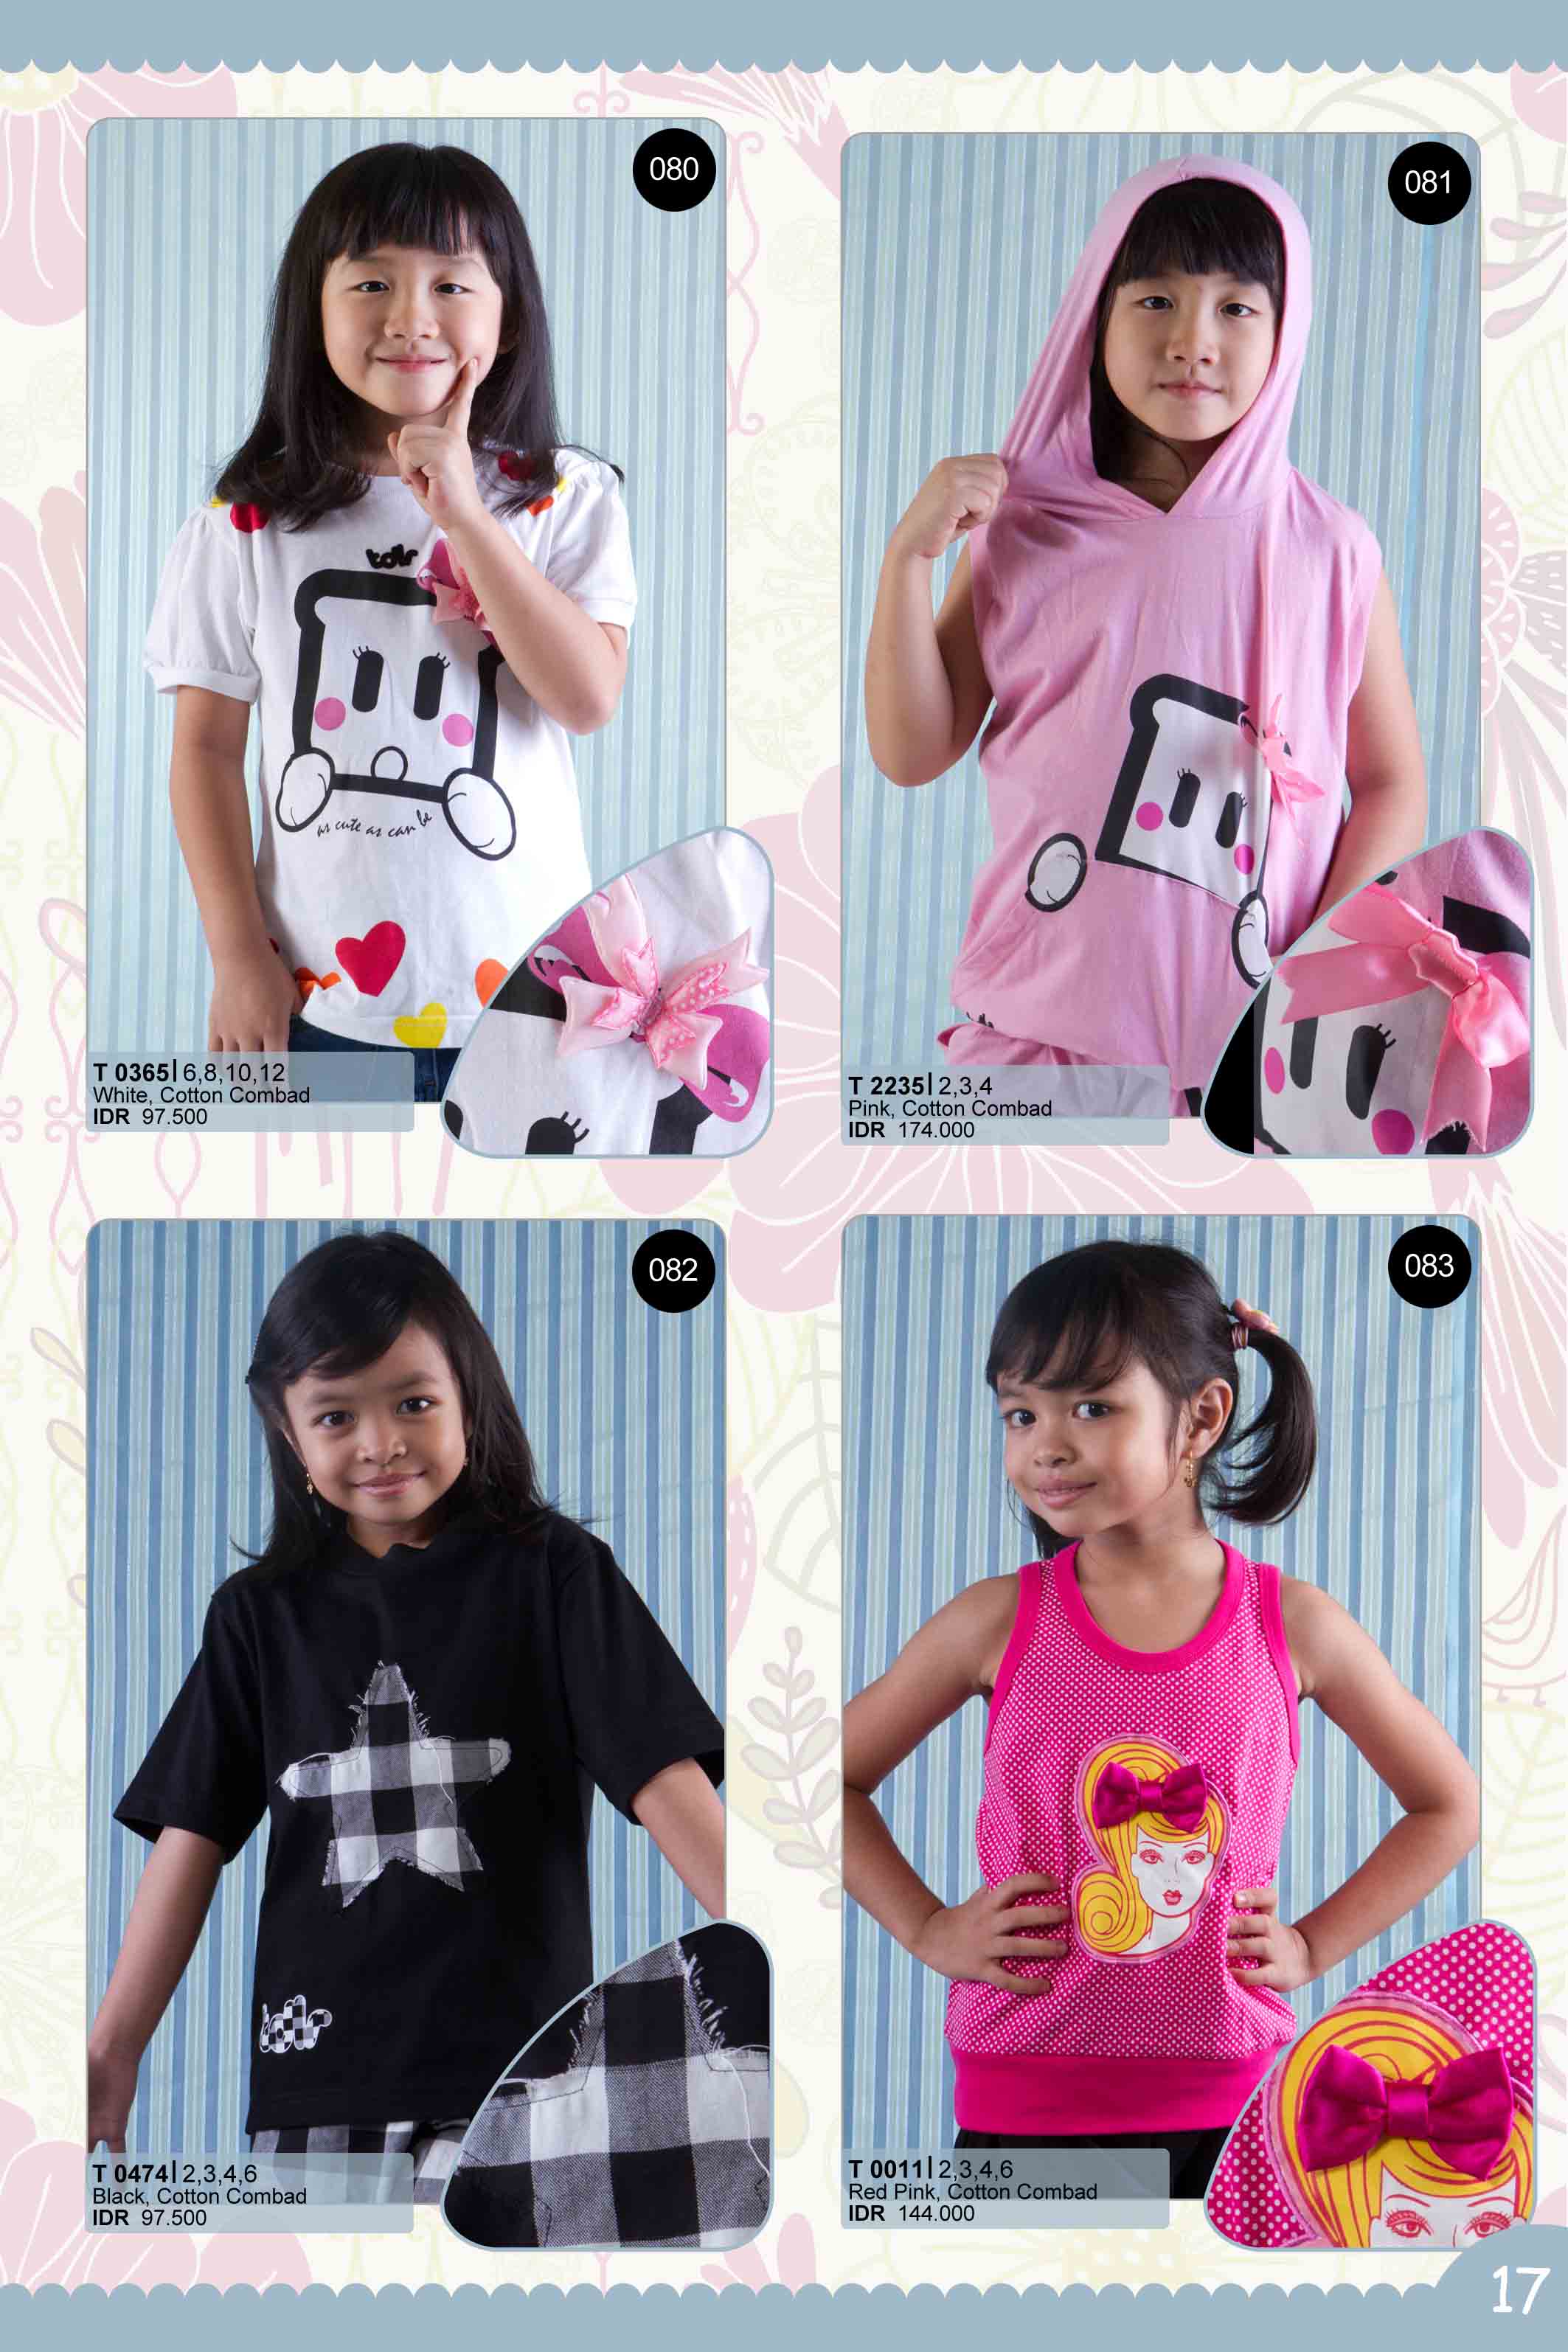 080
tolr
as cute as can be
T 0365|6,8,10,12
White, Cotton Combad
IDR 97.500
081
T 2235|2,3,4
Pink, Cotton Combad
IDR 174.000
082
tolr
T 0474|2,3,4,6
Black, Cotton Combad
IDR 97.500
083
T 0011|2,3,4,6
Red Pink, Cotton Combad
IDR 144.000
17